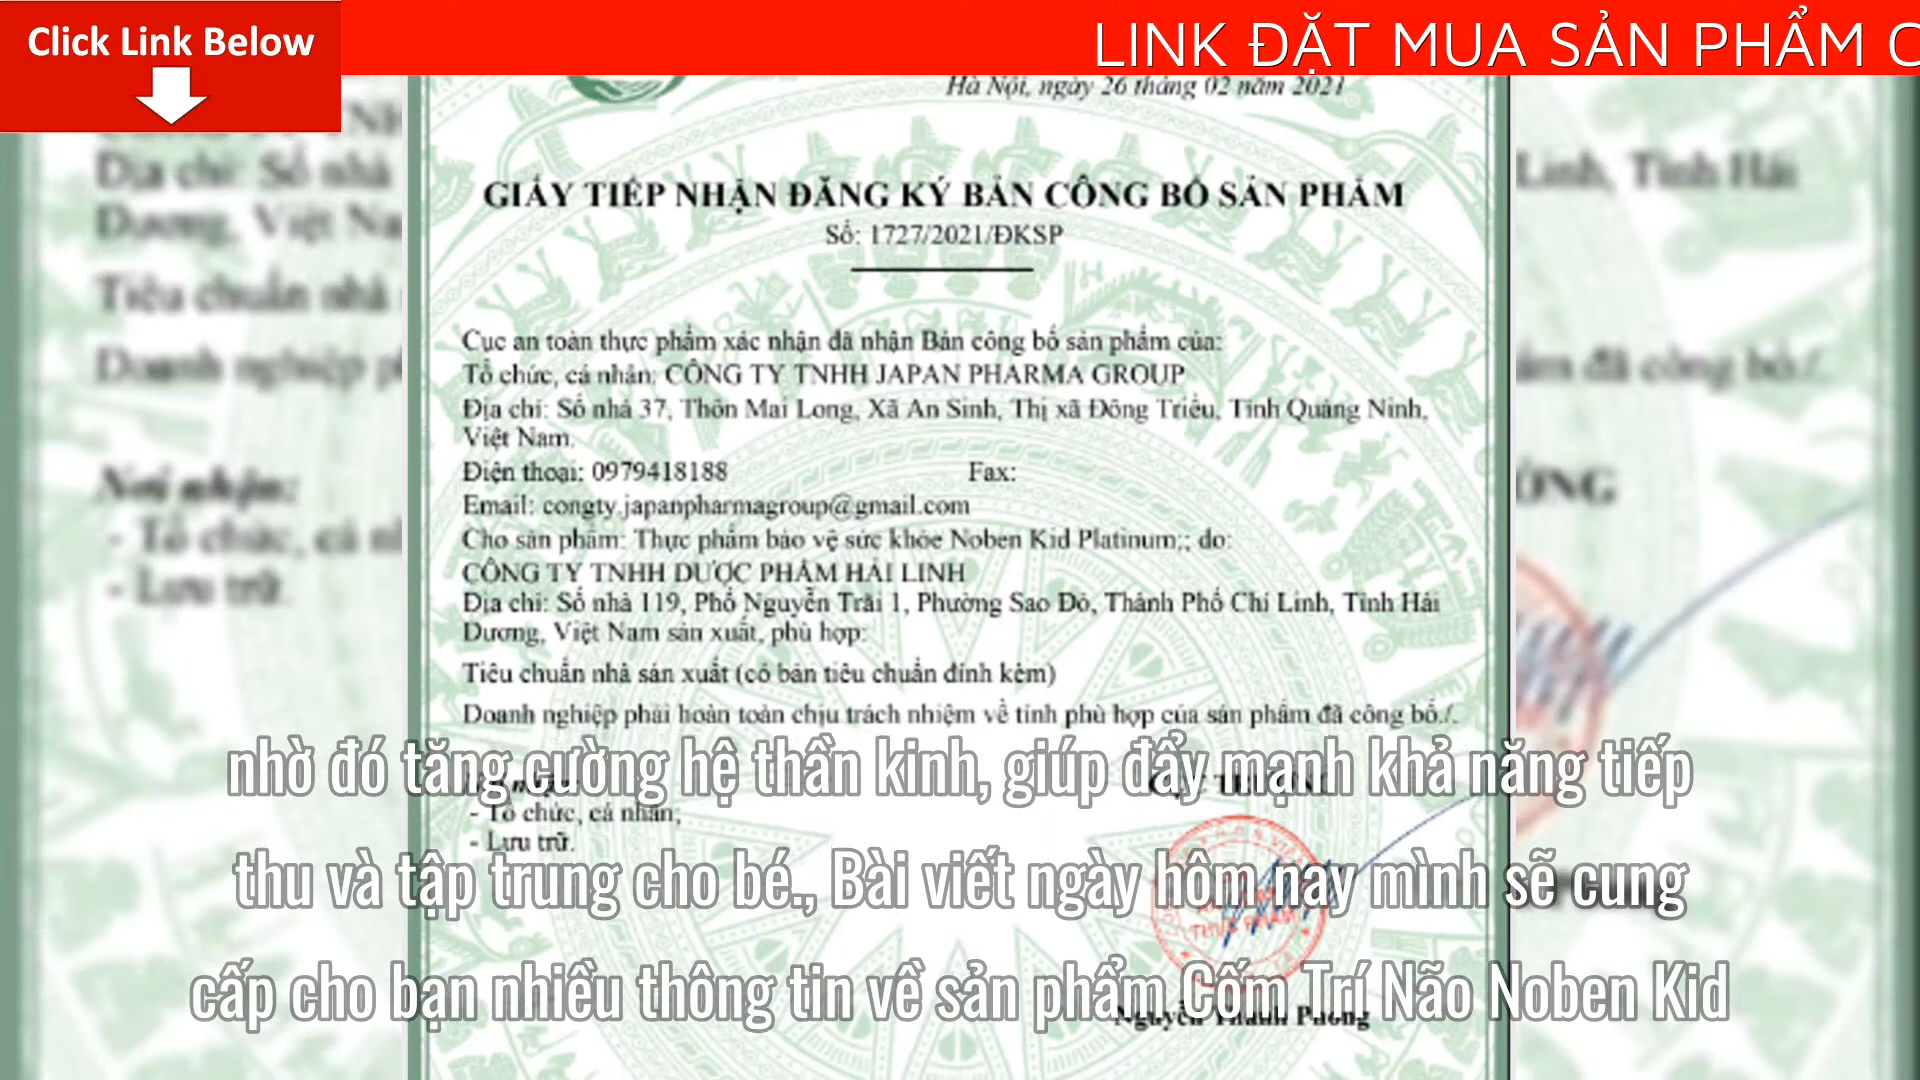 Click Link Below
LINK ĐẶT MUA SẢN PHẨM
Hà Nội, ngày 26 tháng 02 năm 2021
GIẤY TIẾP NHẬN ĐĂNG KÝ BẢN CÔNG BỐ SẢN PHẨM
Số: 1727/2021/ĐKSP
Cục an toàn thực phẩm xác nhận đã nhận Bản công bố sản phẩm của:
Tổ chức, cá nhân: CÔNG TY TNHH JAPAN PHARMA GROUP
Địa chỉ: Số nhà 37, Thôn Mai Long, Xã An Sinh, Thị xã Đông Triều, Tỉnh Quảng Ninh,
Việt Nam.
Điện thoại: 0979418188 Fax:
Email: congty.japanpharmagroup@gmail.com
Cho sản phẩm: Thực phẩm bảo vệ sức khỏe Noben Kid Platinum;; do:
CÔNG TY TNHH DƯỢC PHẨM HẢI LINH
Địa chỉ: Số nhà 119, Phố Nguyễn Trãi 1, Phường Sao Đỏ, Thành Phố Chí Linh, Tỉnh Hải
Dương, Việt Nam sản xuất, phù hợp:
Tiêu chuẩn nhà sản xuất (có bản tiêu chuẩn đính kèm)
Doanh nghiệp phải hoàn toàn chịu trách nhiệm về tính phù hợp của sản phẩm đã công bố./.
- Tổ chức, cá nhân;
- Lưu trữ.
nhờ đó tăng cường hệ thần kinh, giúp đẩy mạnh khả năng tiếp
thu và tập trung cho bé., Bài viết ngày hôm nay mình sẽ cung
cấp cho bạn nhiều thông tin về sản phẩm Cốm Trí Não Noben Kid